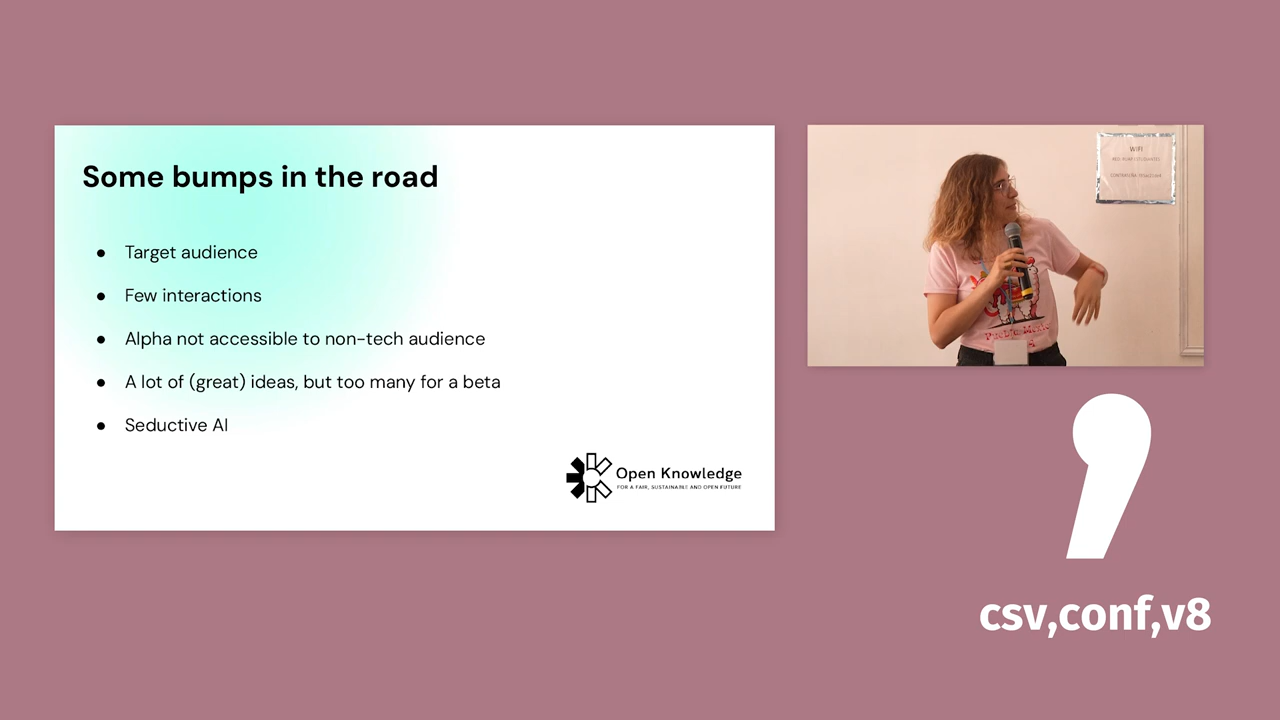 Some bumps in the road
● Target audience
● Few interactions
● Alpha not accessible to non-tech audience
● A lot of (great) ideas, but too many for a beta
● Seductive AI
Open Knowledge
FOR A FAIR, SUSTAINABLE AND OPEN FUTURE
WIFI
csv,conf,v8